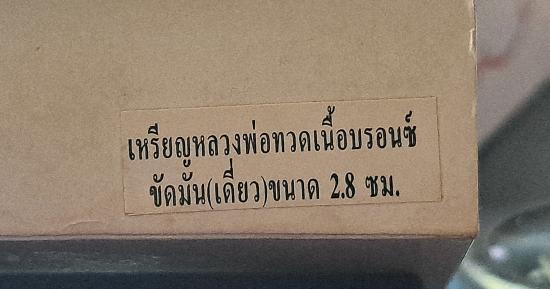 เหรียญหลวงพ่อทวดเนื้อบรอนซ์
ขัดมัน(เดี่ยว)ขนาด 2.8 ซม.